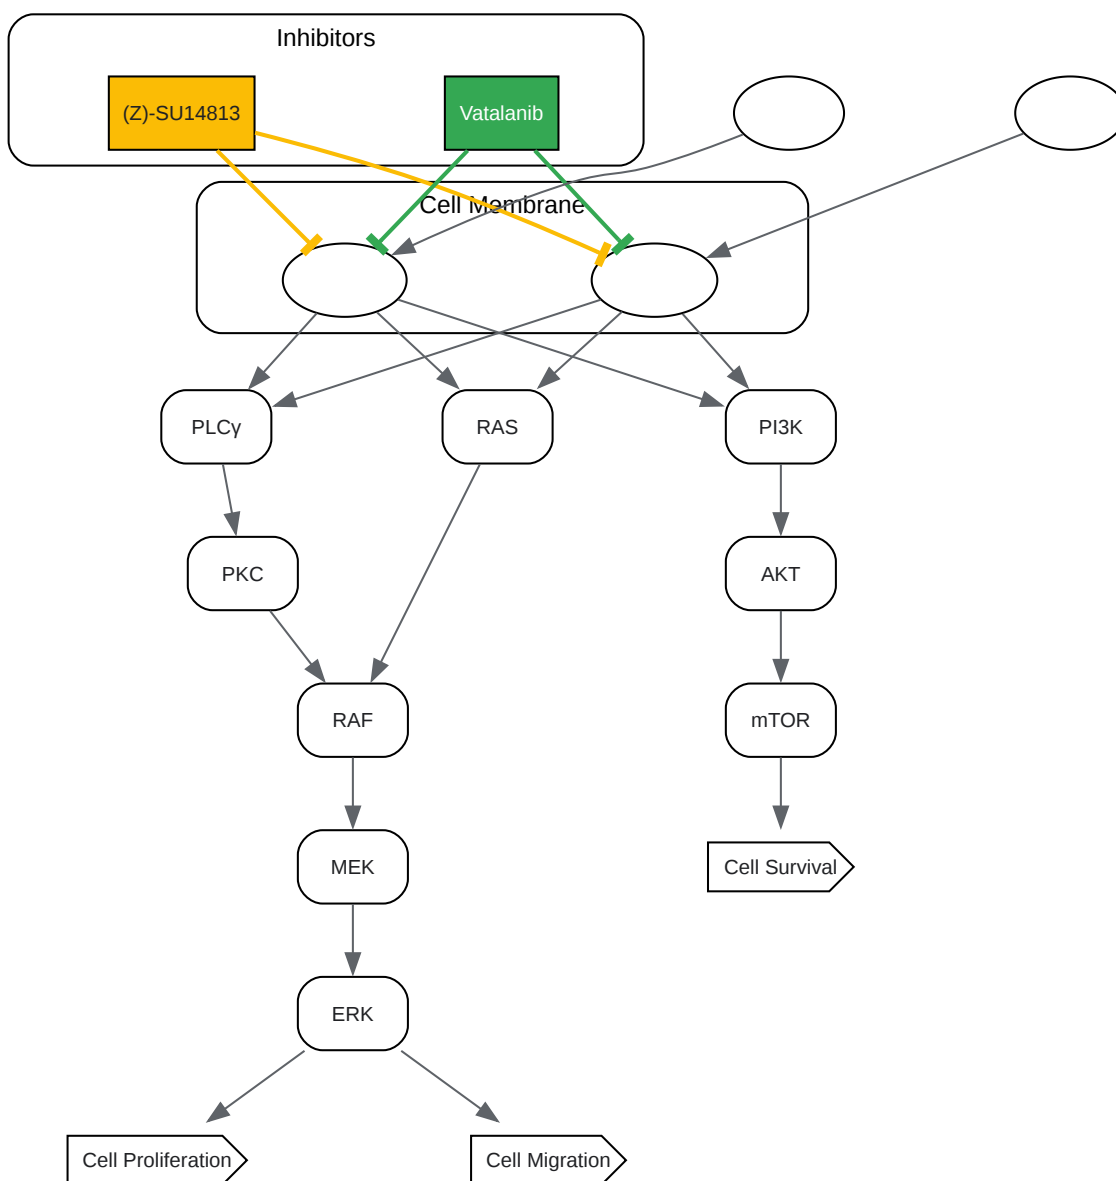 Inhibitors
(Z)-SU14813
Vatalanib
Cell Membrane
PLCγ
RAS
PI3K
PKC
AKT
RAF
mTOR
MEK
Cell Survival
ERK
Cell Proliferation
Cell Migration